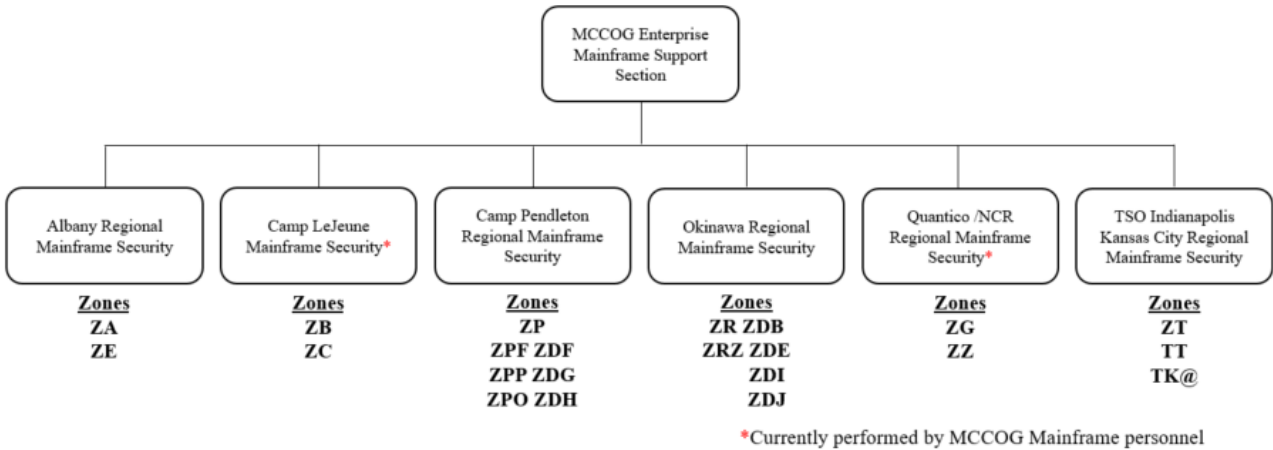 MCCOG Enterprise
Mainframe Support
Section
Albany Regional
Mainframe Security
Camp LeJeune
Mainframe Security*
Camp Pendleton
Regional Mainframe
Security
Okinawa Regional
Mainframe Security
Quantico /NCR
Regional Mainframe
Security*
TSO Indianapolis
Kansas City Regional
Mainframe Security
Zones
ZA
ZE
Zones
ZB
ZC
Zones
ZP
ZPF ZDF
ZPP ZDG
ZPO ZDH
Zones
ZR ZDB
ZRZ ZDE
ZDI
ZDJ
Zones
ZG
ZZ
Zones
ZT
TT
TK@
*Currently performed by MCCOG Mainframe personnel